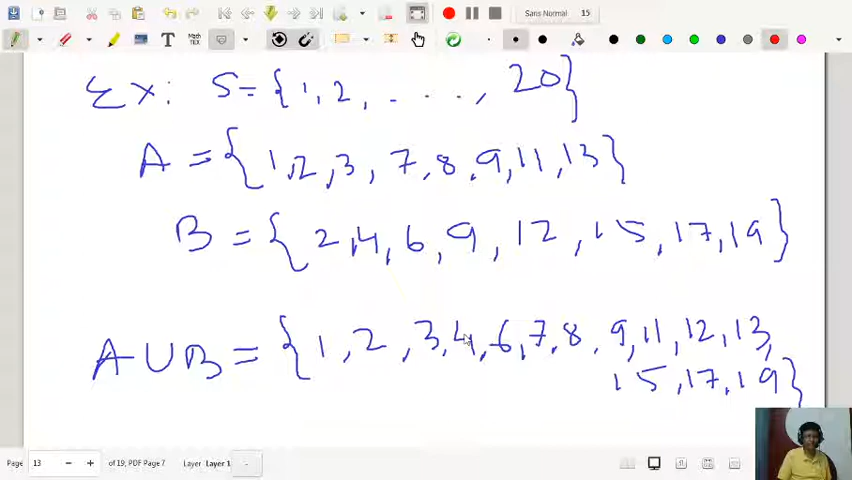 Sans Normal 15
T Math TEX
Ex: S={1,2, . . . ., 20}
A={1,2,3,7,8,9,11,13}
B={2,4,6,9,12,15,17,19}
A∪B={1,2,3,4,6,7,8,9,11,12,13,
15,17,19}
Page 13 of 19, PDF Page 7 Layer Layer 1